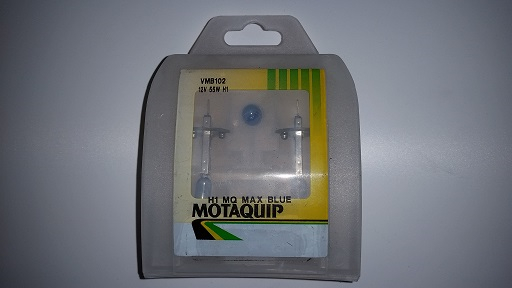 VMB102
12V 55W H1
H1 MQ MAX BLUE
MOTAQUIP